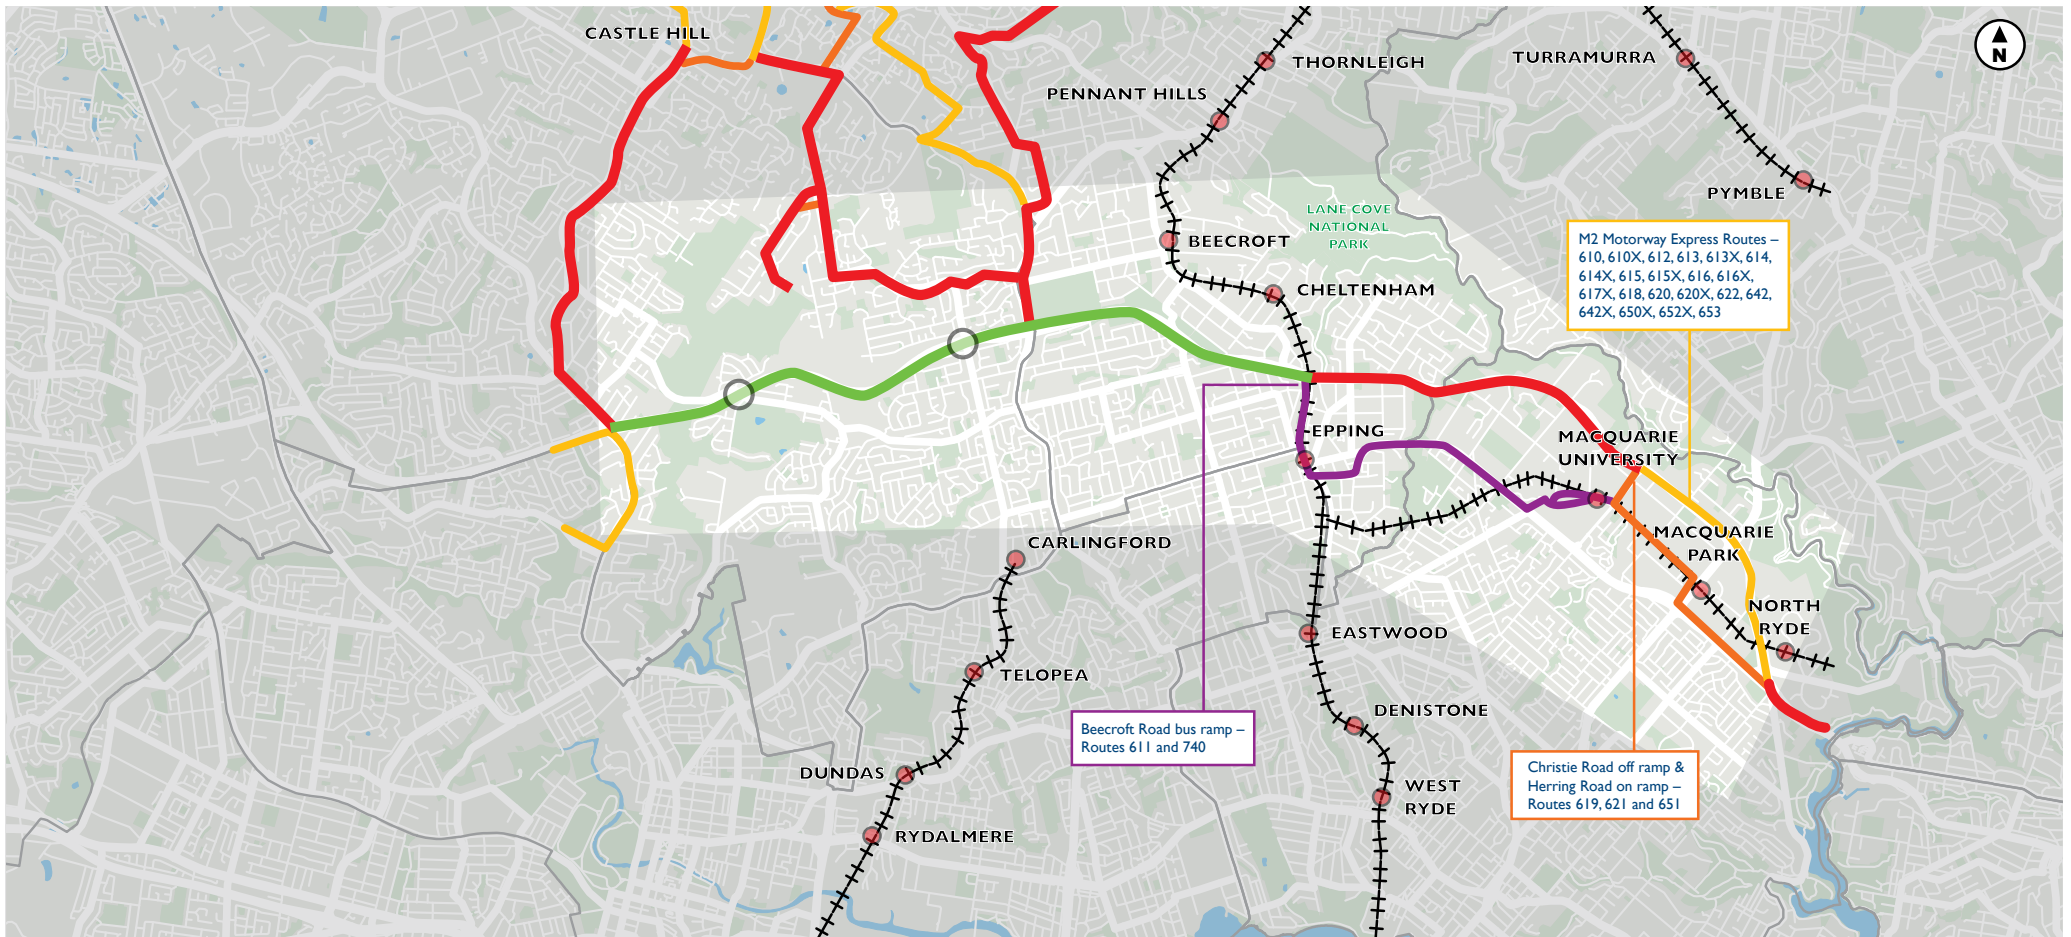 CASTLE HILL
THORNLEIGH
TURRAMURRA
N
PENNANT HILLS
PYMBLE
LANE COVE
NATIONAL
PARK
BEECROFT
M2 Motorway Express Routes –
610, 610X, 612, 613, 613X, 614,
614X, 615, 615X, 616, 616X,
617X, 618, 620, 620X, 622, 642,
642X, 650X, 652X, 653
CHELTENHAM
EPPING
MACQUARIE
UNIVERSITY
MACQUARIE
PARK
CARLINGFORD
NORTH
RYDE
EASTWOOD
TELOPEA
DENISTONE
Beecroft Road bus ramp –
Routes 611 and 740
DUNDAS
WEST
RYDE
Christie Road off ramp &
Herring Road on ramp –
Routes 619, 621 and 651
RYDALMERE